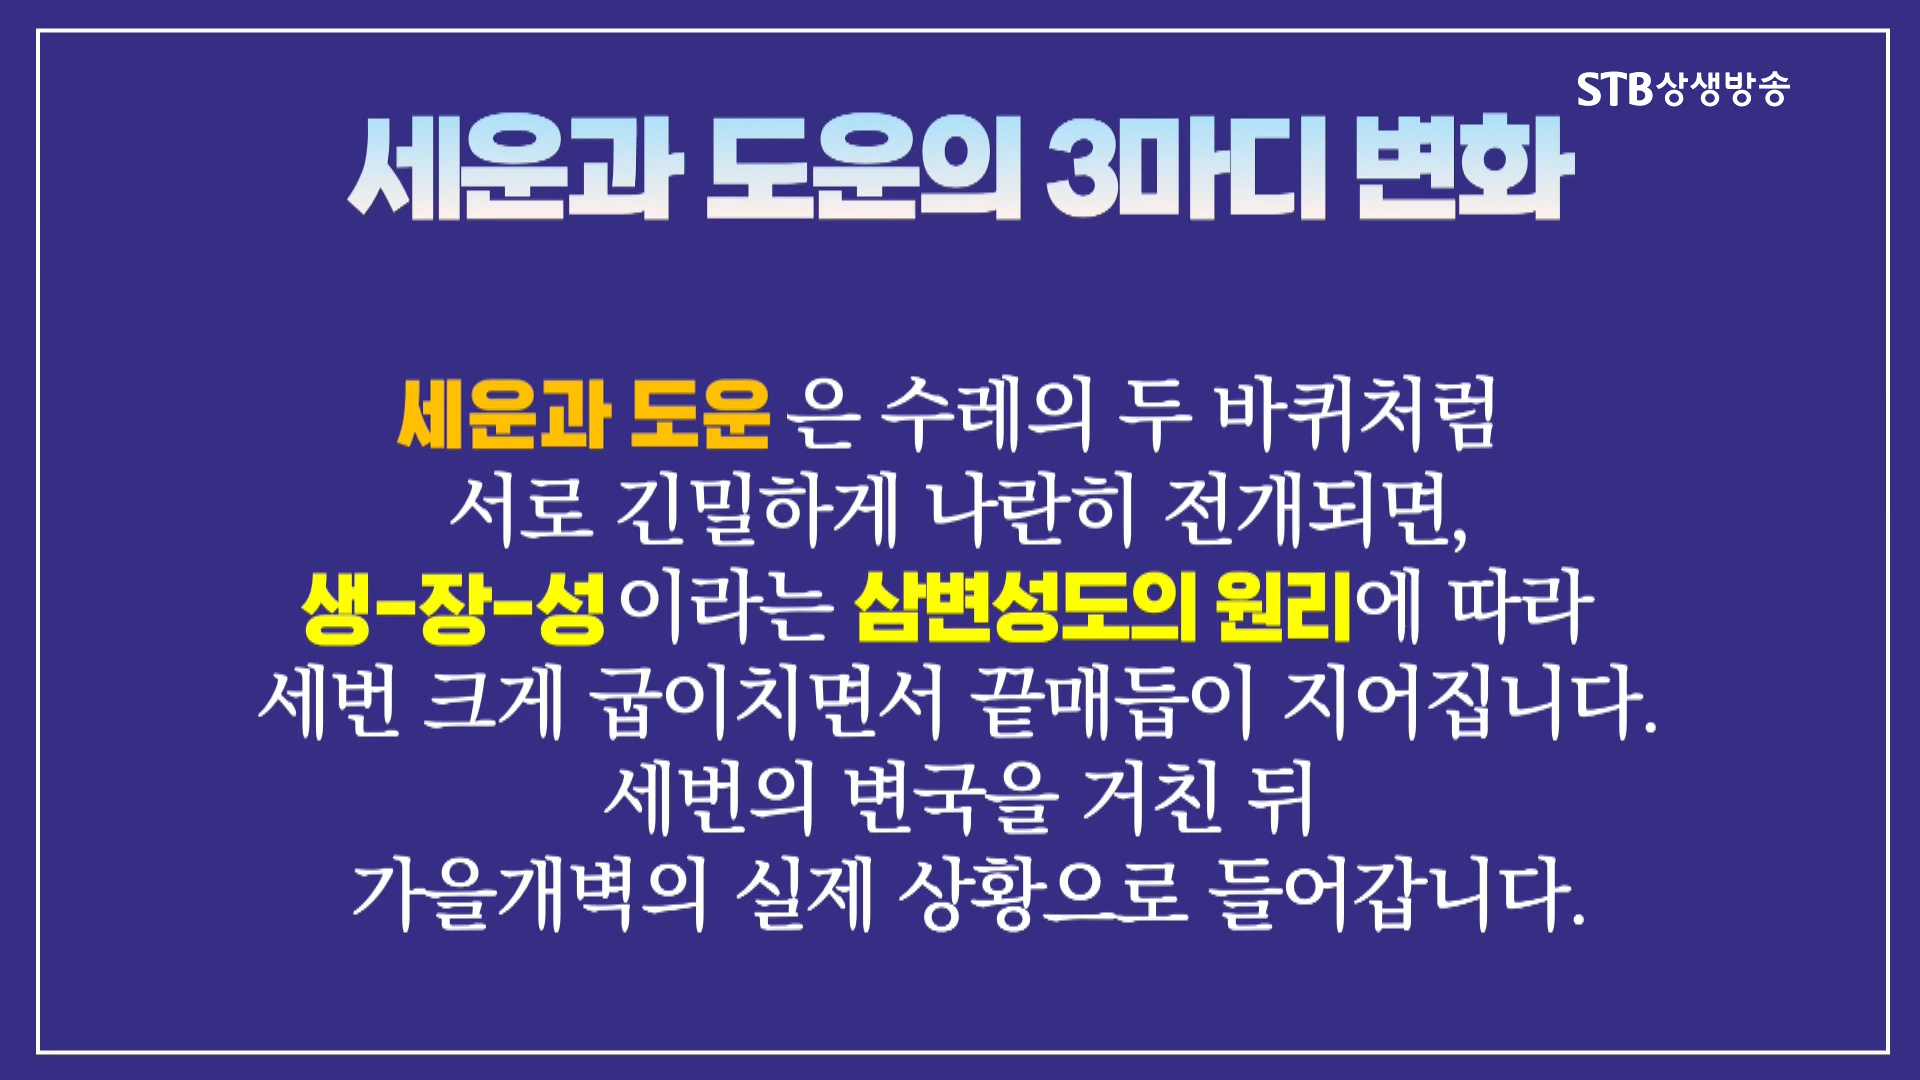 STB상생방송
세운과 도운의 3마디 변화
세운과 도운은 수레의 두 바퀴처럼
서로 긴밀하게 나란히 전개되면,
생-장-성이라는 삼변성도의 원리에 따라
세번 크게 굽이치면서 끝매듭이 지어집니다.
세번의 변국을 거친 뒤
가을개벽의 실제 상황으로 들어갑니다.